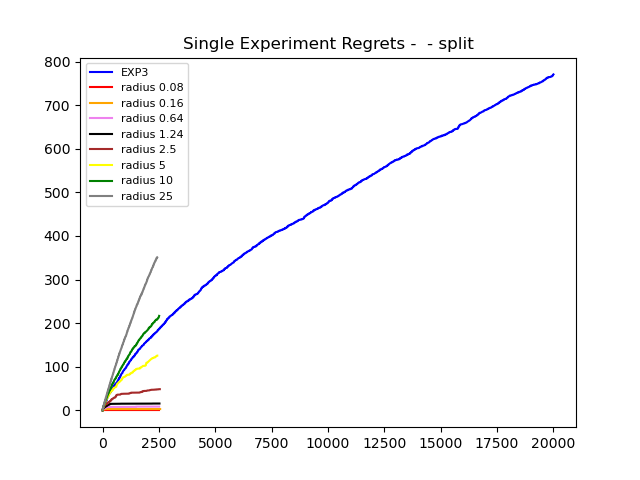 Single Experiment Regrets -  - split
800
700
600
500
400
300
200
100
0
EXP3
radius 0.08
radius 0.16
radius 0.64
radius 1.24
radius 2.5
radius 5
radius 10
radius 25
0 2500 5000 7500 10000 12500 15000 17500 20000